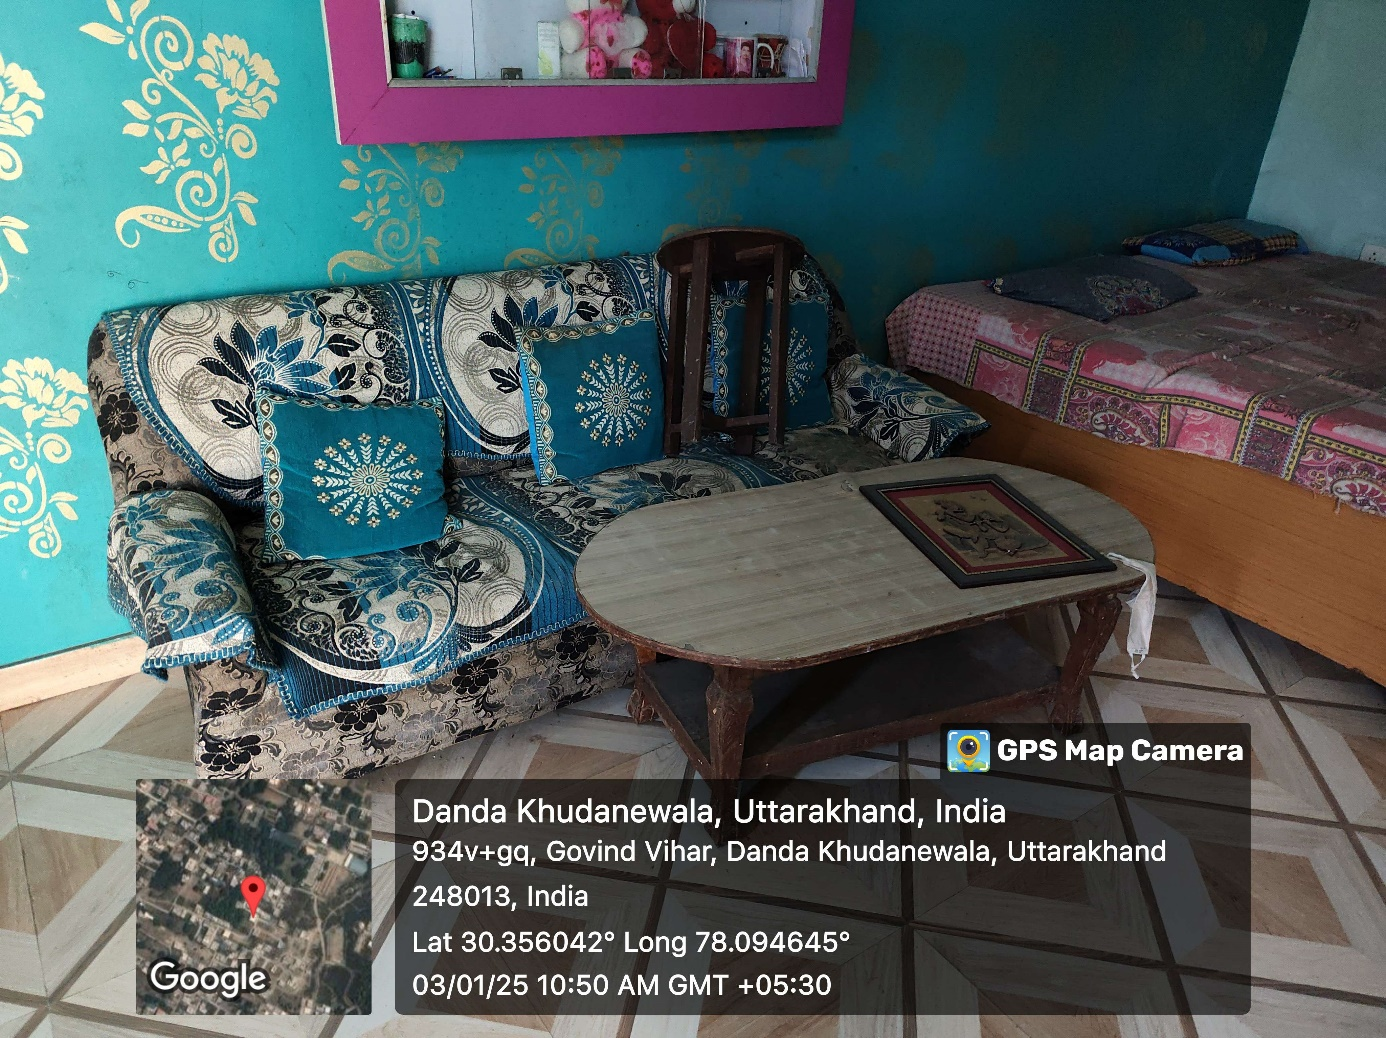 GPS Map Camera
Danda Khudanewala, Uttarakhand, India
934v+gq, Govind Vihar, Danda Khudanewala, Uttarakhand
248013, India
Lat 30.356042° Long 78.094645°
03/01/25 10:50 AM GMT +05:30
Google